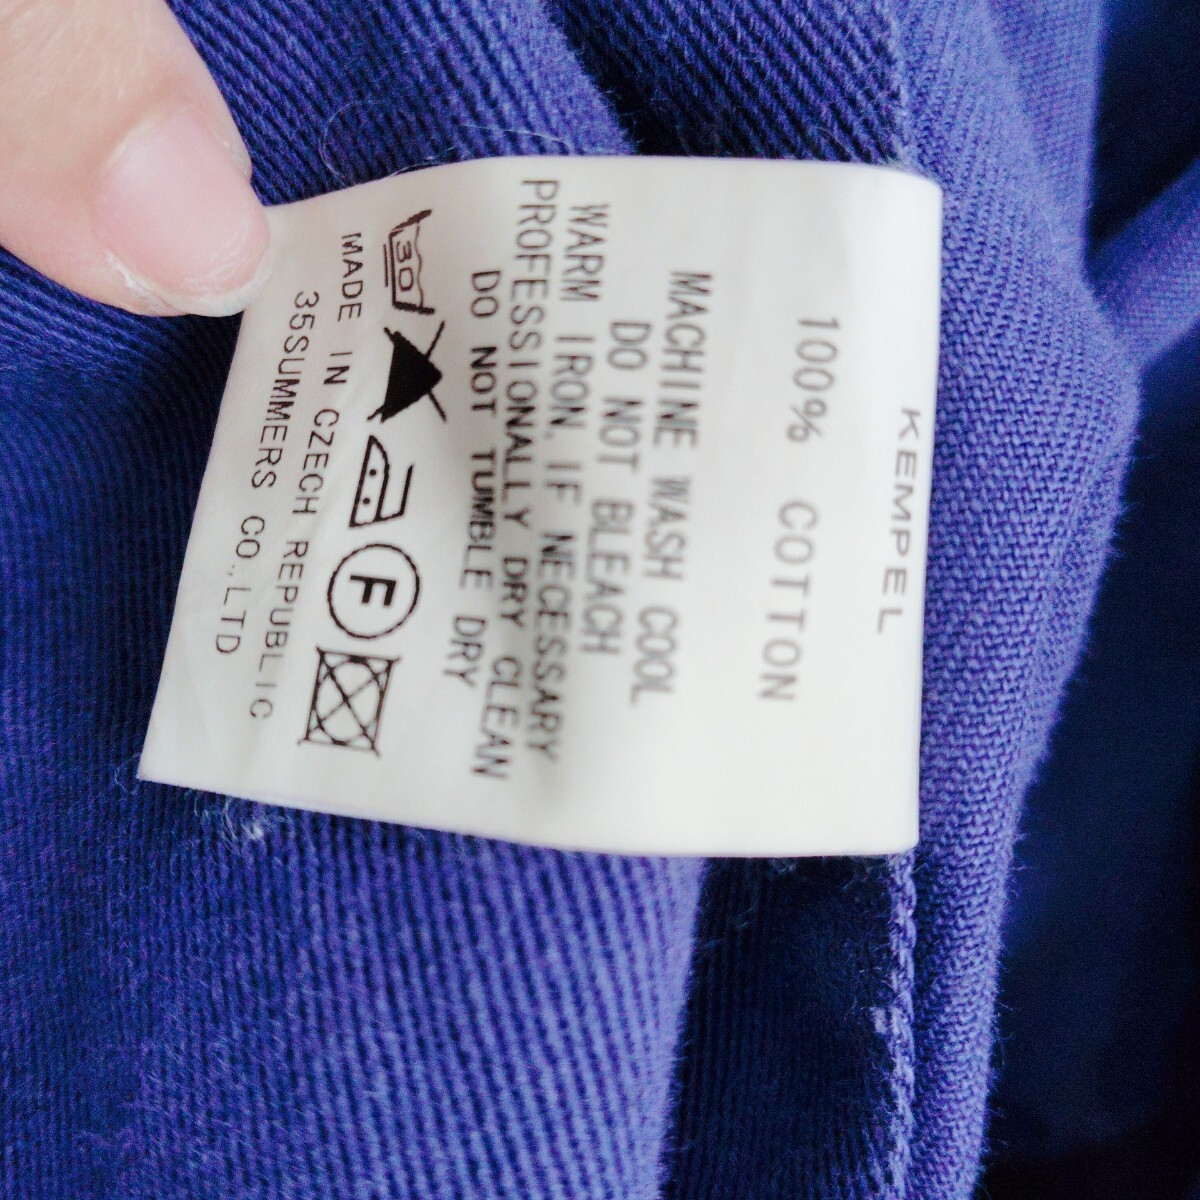 KEMPEL
100% COTTON
MACHINE WASH COOL
DO NOT BLEACH
WARM IRON, IF NECESSARY
PROFESSIONALLY DRY CLEAN
DO NOT TUMBLE DRY
30 F
MADE IN CZECH REPUBLIC
35SUMMERS CO.,LTD